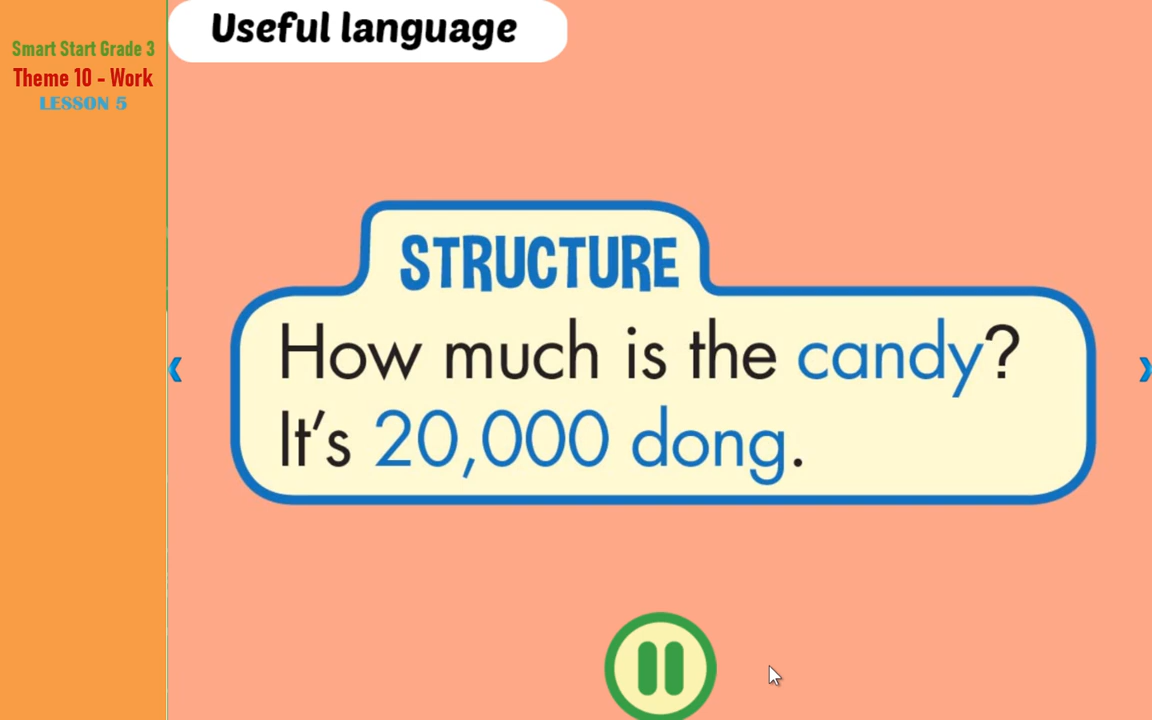 Useful language
Smart Start Grade 3
Theme 10 - Work
LESSON 5
STRUCTURE
How much is the candy?
It's 20,000 dong.